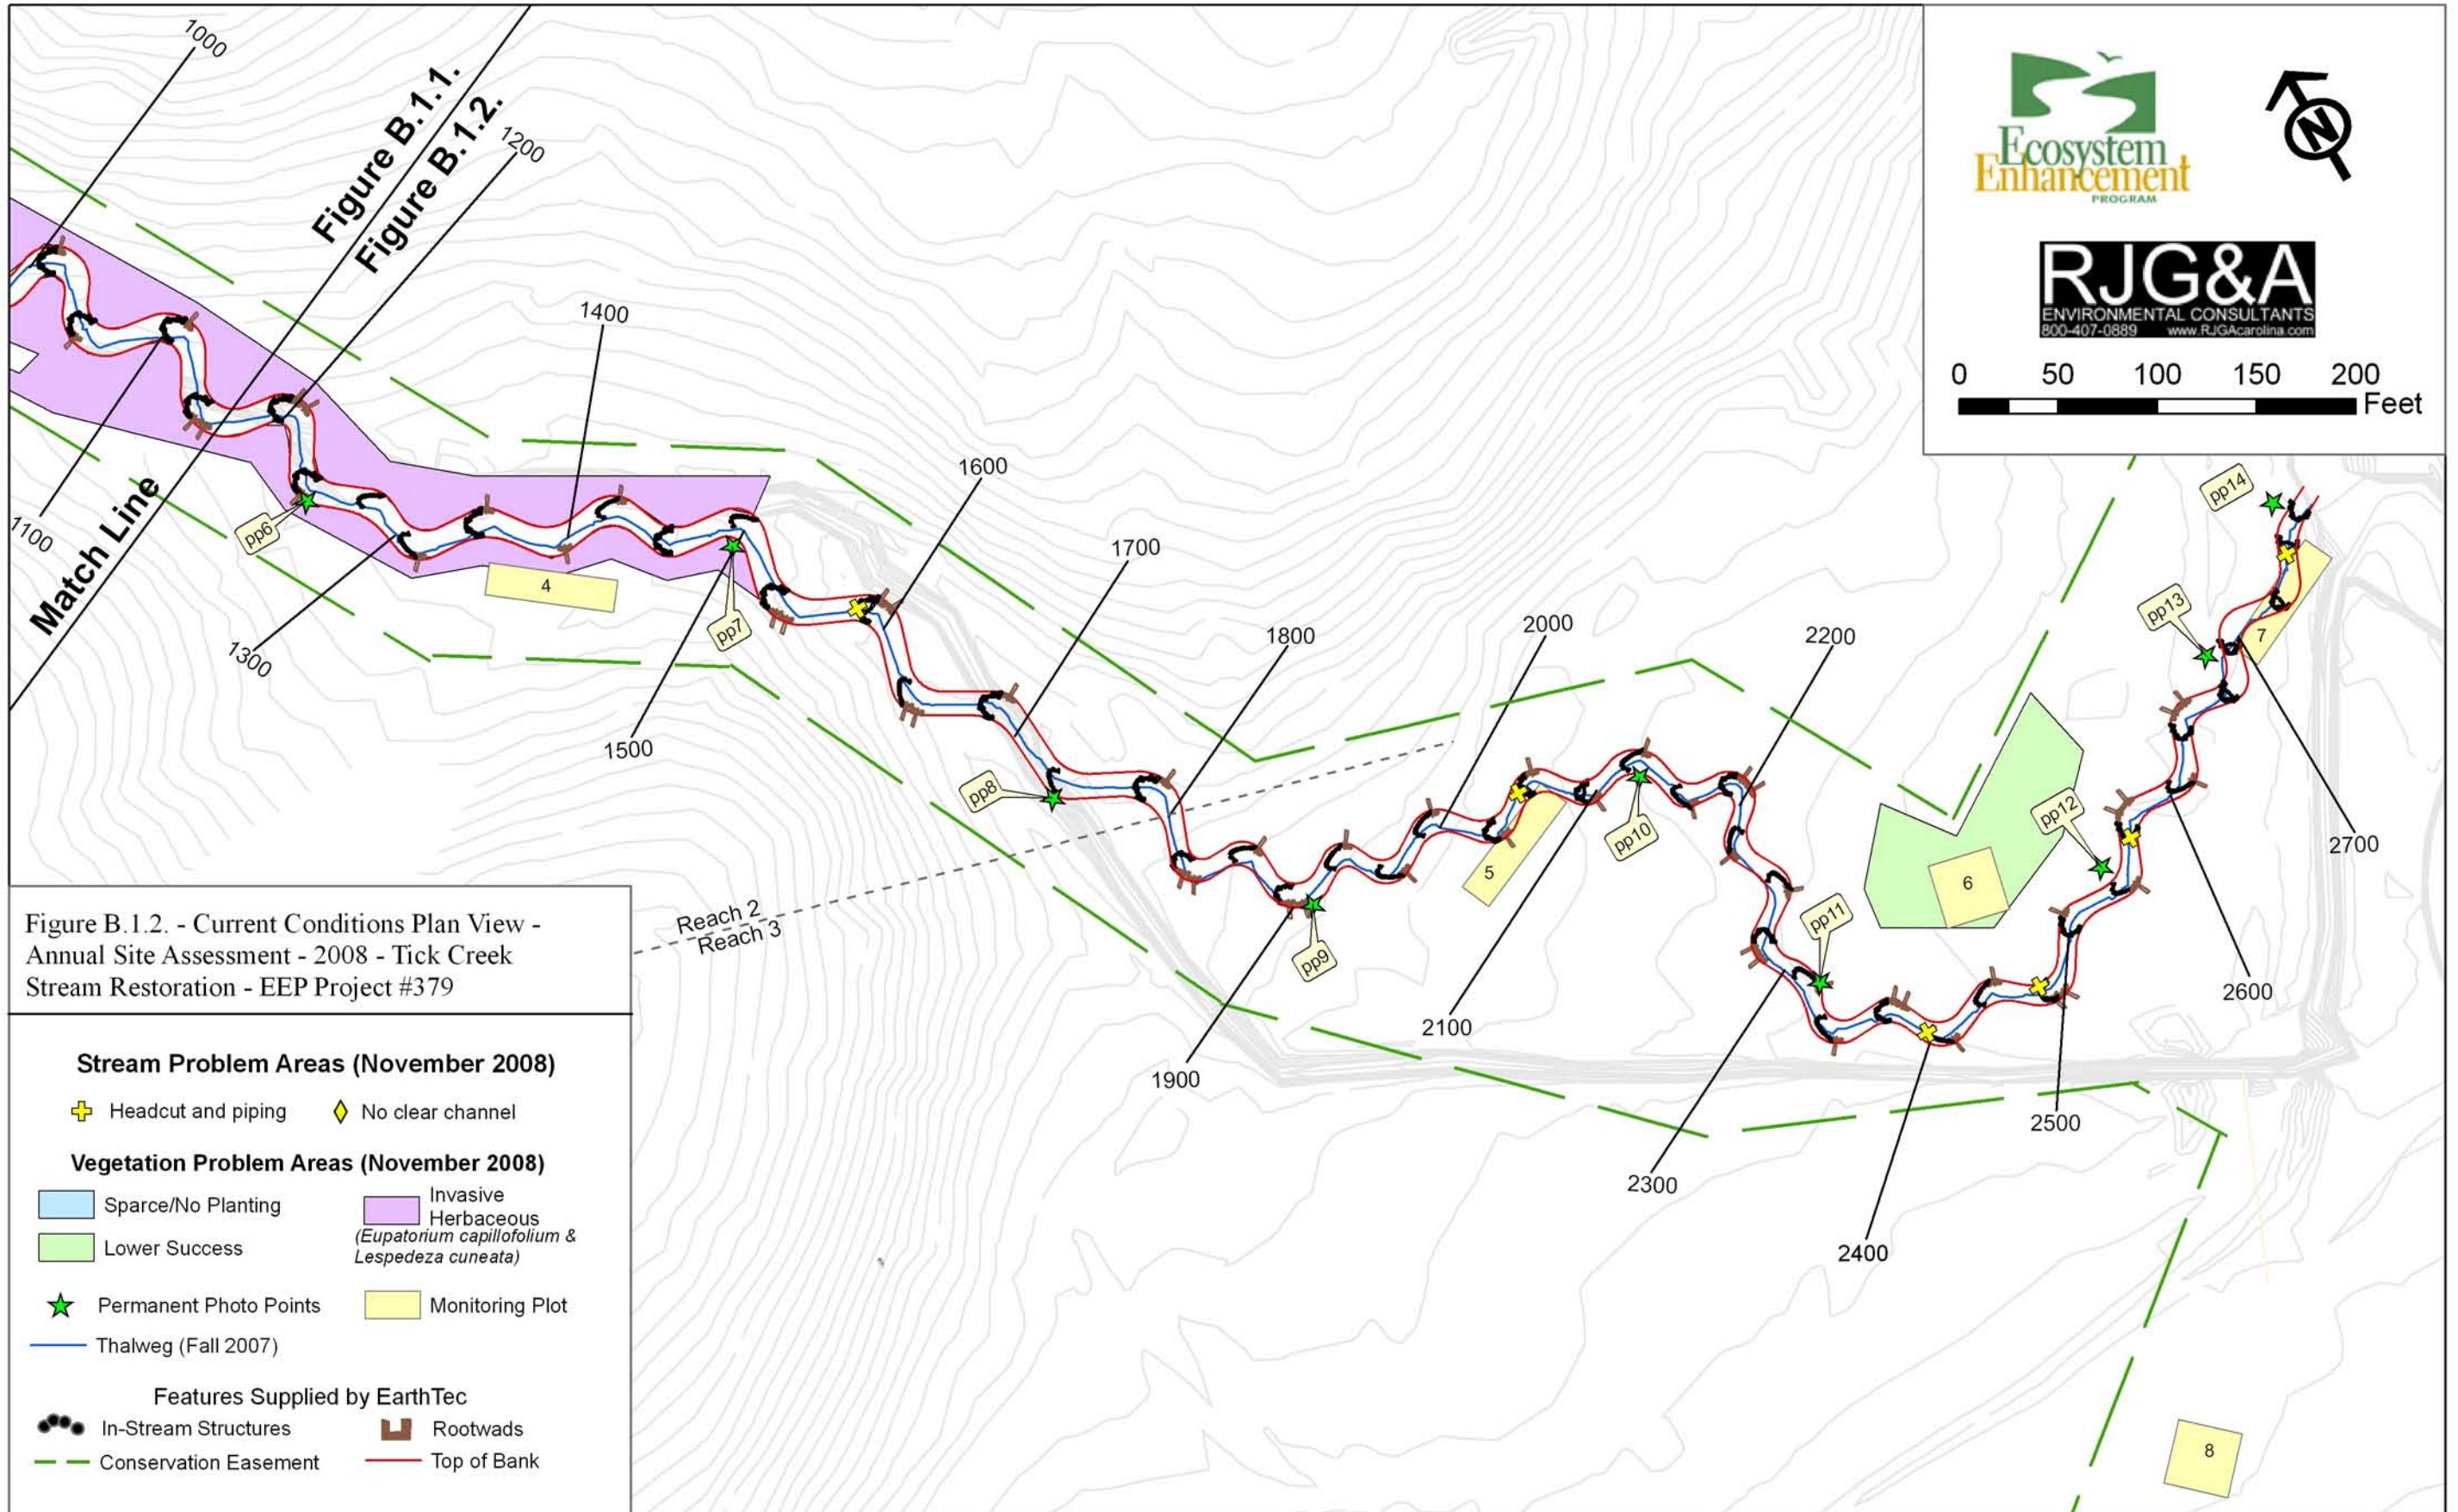 1000
Figure B.1.1.
Figure B.1.2.
1200
1400
1600
1700
1800
2000
2200
1100
Match Line
1300
1500
1900
2100
2300
2400
2500
2600
2700
pp6
pp7
pp8
pp9
pp10
pp11
pp12
pp13
pp14
4
5
6
7
8
Reach 2
Reach 3
Ecosystem
Enhancement
PROGRAM
N
RJG&A
ENVIRONMENTAL CONSULTANTS
800-407-0889 www.RJGAcarolina.com
0 50 100 150 200
Feet
Figure B.1.2. - Current Conditions Plan View -
Annual Site Assessment - 2008 - Tick Creek
Stream Restoration - EEP Project #379
Stream Problem Areas (November 2008)
Headcut and piping
No clear channel
Vegetation Problem Areas (November 2008)
Sparce/No Planting
Invasive
Herbaceous
(Eupatorium capillofolium &
Lespedeza cuneata)
Lower Success
Permanent Photo Points
Monitoring Plot
Thalweg (Fall 2007)
Features Supplied by EarthTec
In-Stream Structures
Rootwads
Conservation Easement
Top of Bank